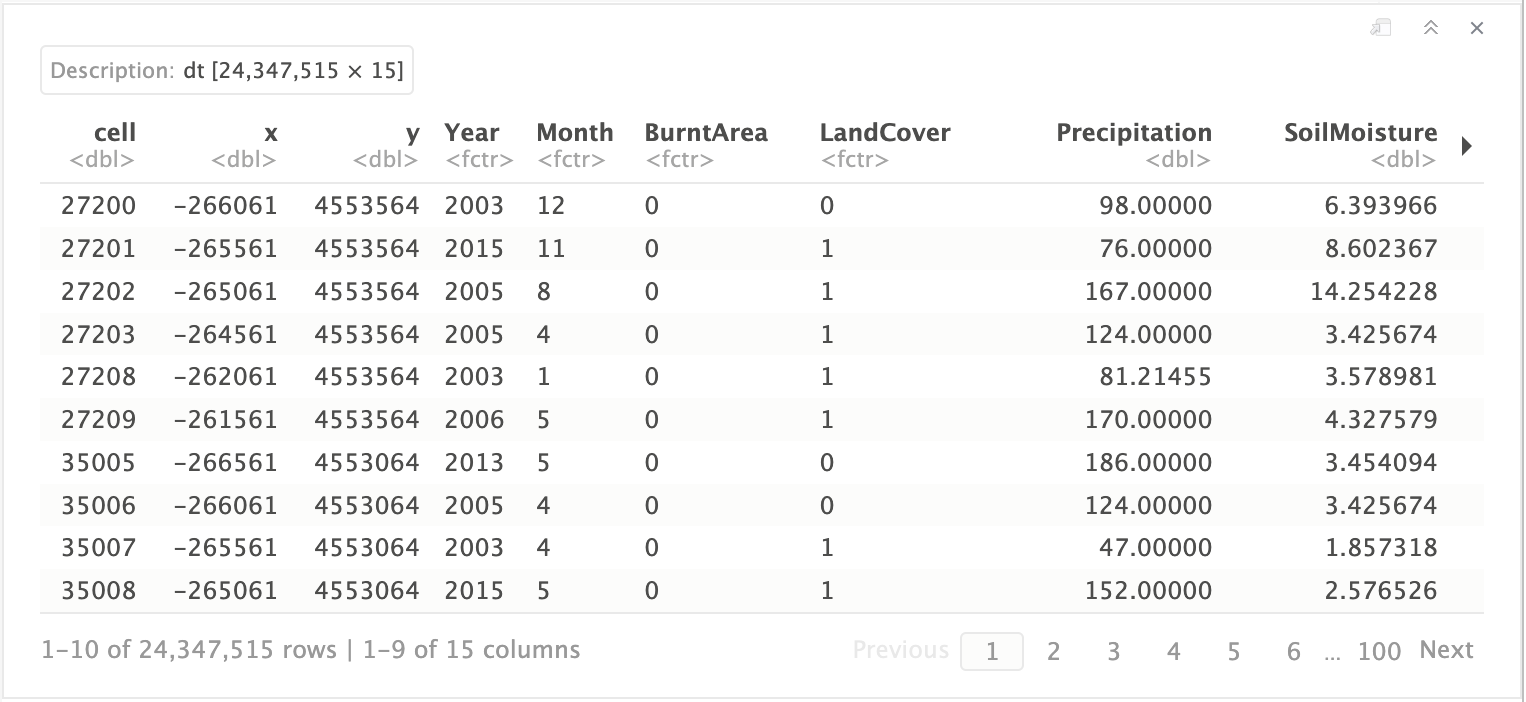 Description: dt [24,347,515 × 15]
cell x y Year Month BurntArea LandCover Precipitation SoilMoisture
<dbl> <dbl> <dbl> <fctr> <fctr> <fctr> <fctr> <dbl> <dbl>
27200 -266061 4553564 2003 12 0 0 98.00000 6.393966
27201 -265561 4553564 2015 11 0 1 76.00000 8.602367
27202 -265061 4553564 2005 8 0 1 167.00000 14.254228
27203 -264561 4553564 2005 4 0 1 124.00000 3.425674
27208 -262061 4553564 2003 1 0 1 81.21455 3.578981
27209 -261561 4553564 2006 5 0 1 170.00000 4.327579
35005 -266561 4553064 2013 5 0 0 186.00000 3.454094
35006 -266061 4553064 2005 4 0 0 124.00000 3.425674
35007 -265561 4553064 2003 4 0 1 47.00000 1.857318
35008 -265061 4553064 2015 5 0 1 152.00000 2.576526
1-10 of 24,347,515 rows | 1-9 of 15 columns Previous 1 2 3 4 5 6 ... 100 Next